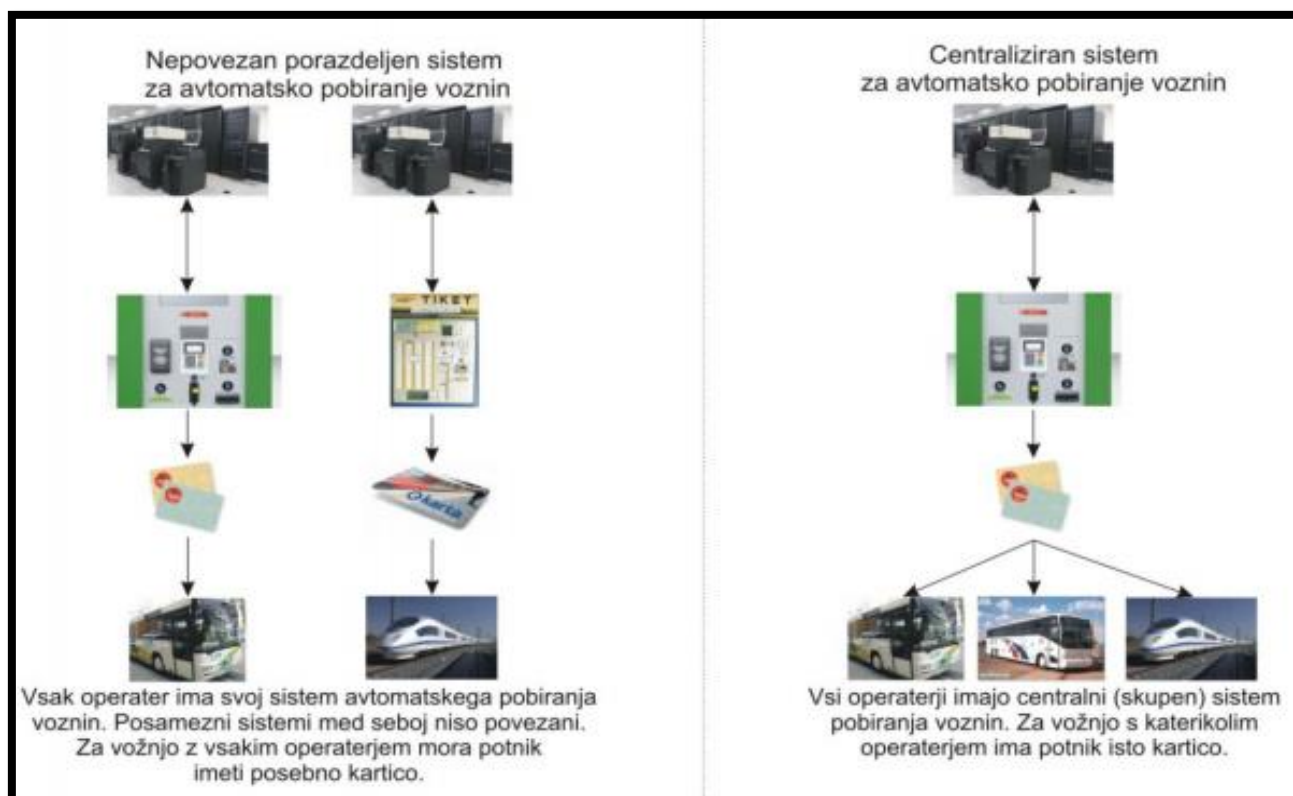 Nepovezan porazdeljen sistem
za avtomatsko pobiranje voznin
TIKET
karta
Vsak operater ima svoj sistem avtomatskega pobiranja
voznin. Posamezni sistemi med seboj niso povezani.
Za vožnjo z vsakim operaterjem mora potnik
imeti posebno kartico.
Centraliziran sistem
za avtomatsko pobiranje voznin
Vsi operaterji imajo centralni (skupen) sistem
pobiranja voznin. Za vožnjo s katerikolim
operaterjem ima potnik isto kartico.